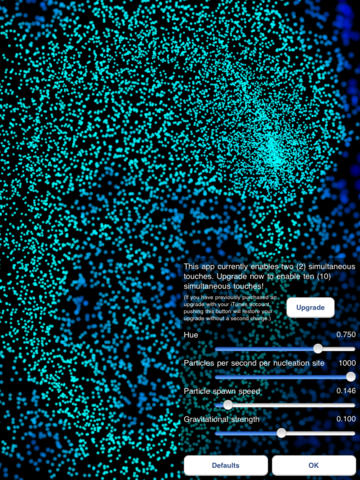 This app currently enables two (2) simultaneous
touches. Upgrade now to enable ten (10)
simultaneous touches!
(If you have previously purchased an
upgrade with your iTunes account,
pushing this button will restore your
upgrade without a second charge.)
Upgrade
Hue 0.750
Particles per second per nucleation site 1000
Particle spawn speed 0.146
Gravitational strength 0.100
Defaults OK